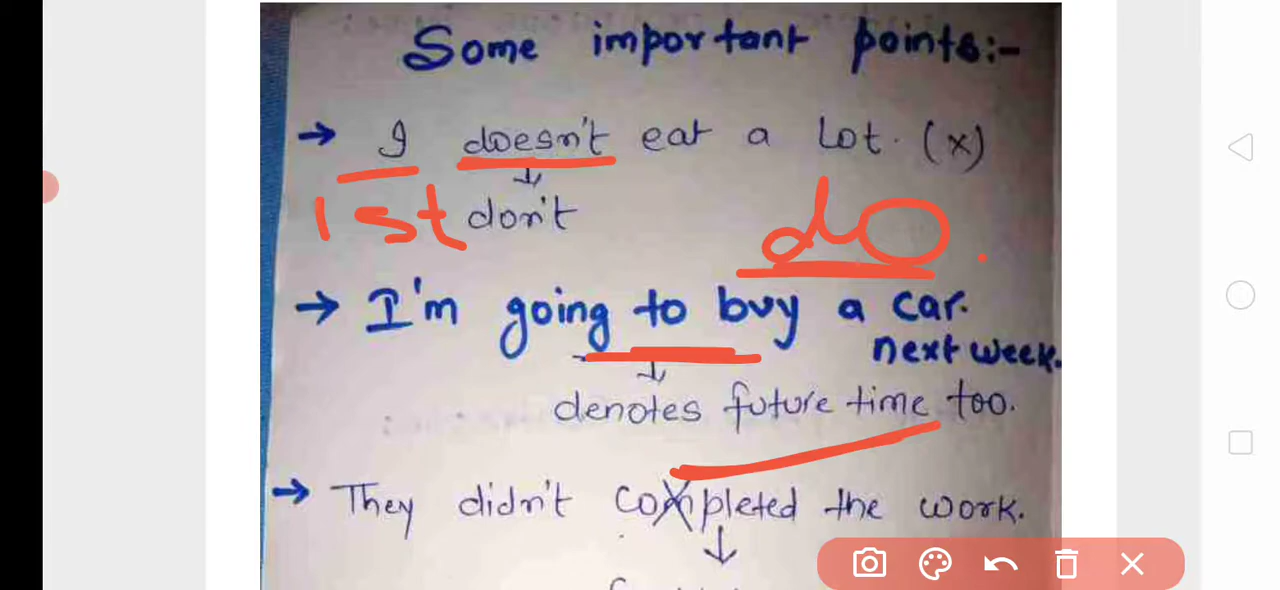 Some important points:-
→ I doesn't eat a lot. (x)
1st don't do.
→ I'm going to buy a car.
next week.
denotes future time too.
→ They didn't completed the work.